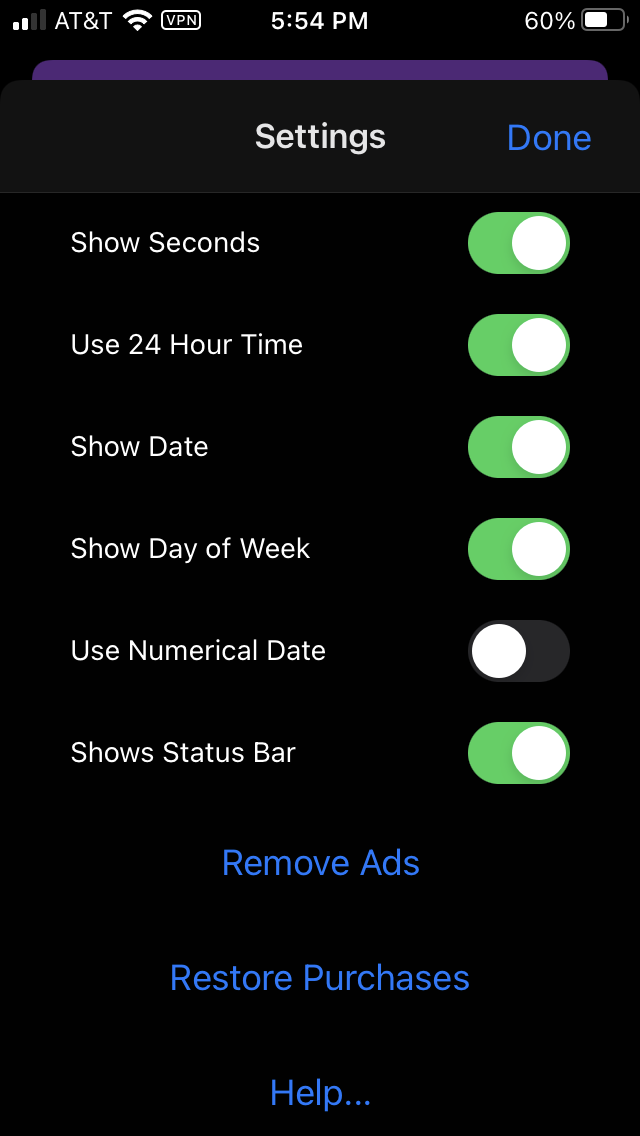 AT&T VPN 5:54 PM 60%
Settings Done
Show Seconds
Use 24 Hour Time
Show Date
Show Day of Week
Use Numerical Date
Shows Status Bar
Remove Ads
Restore Purchases
Help...